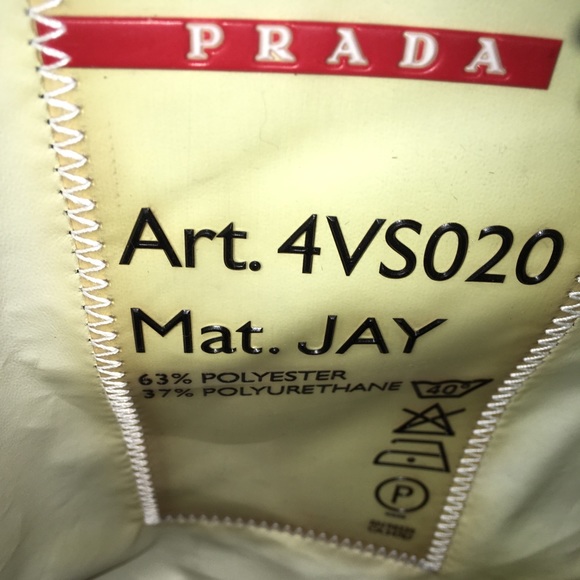 PRADA
Art. 4VS020
Mat. JAY
63% POLYESTER
37% POLYURETHANE
40°
P